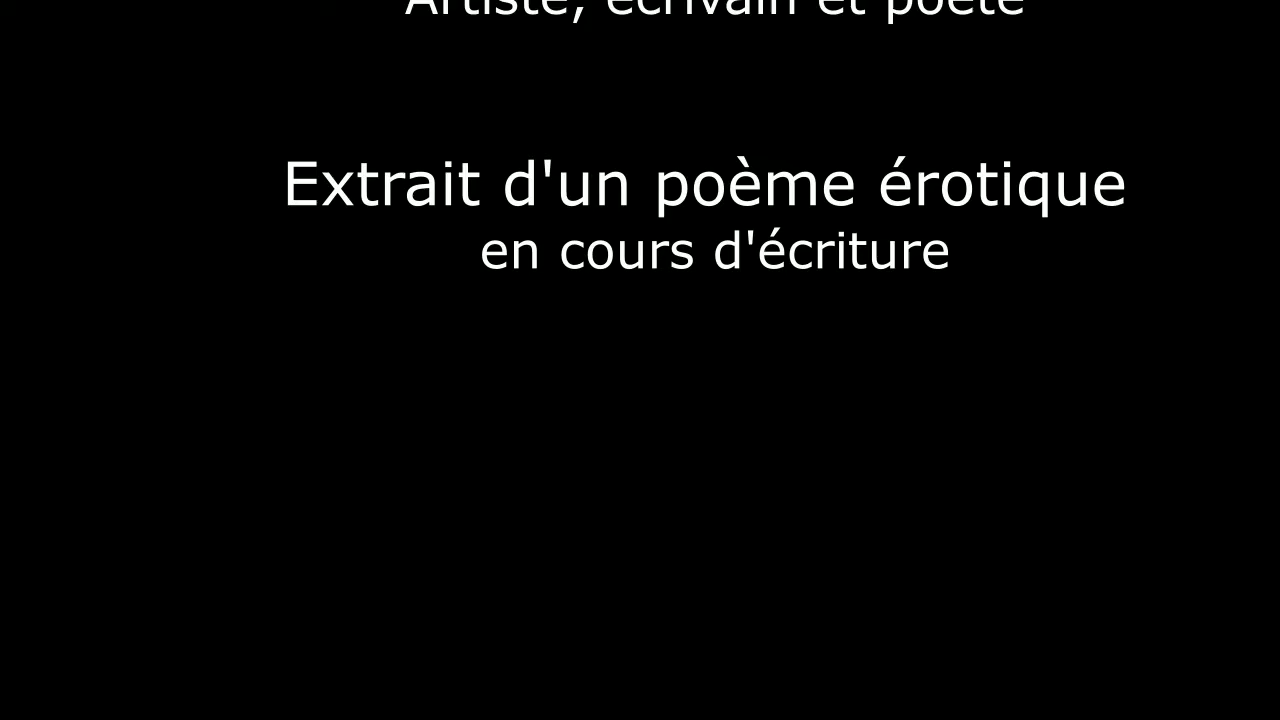 Artiste, écrivain et poète
Extrait d'un poème érotique
en cours d'écriture